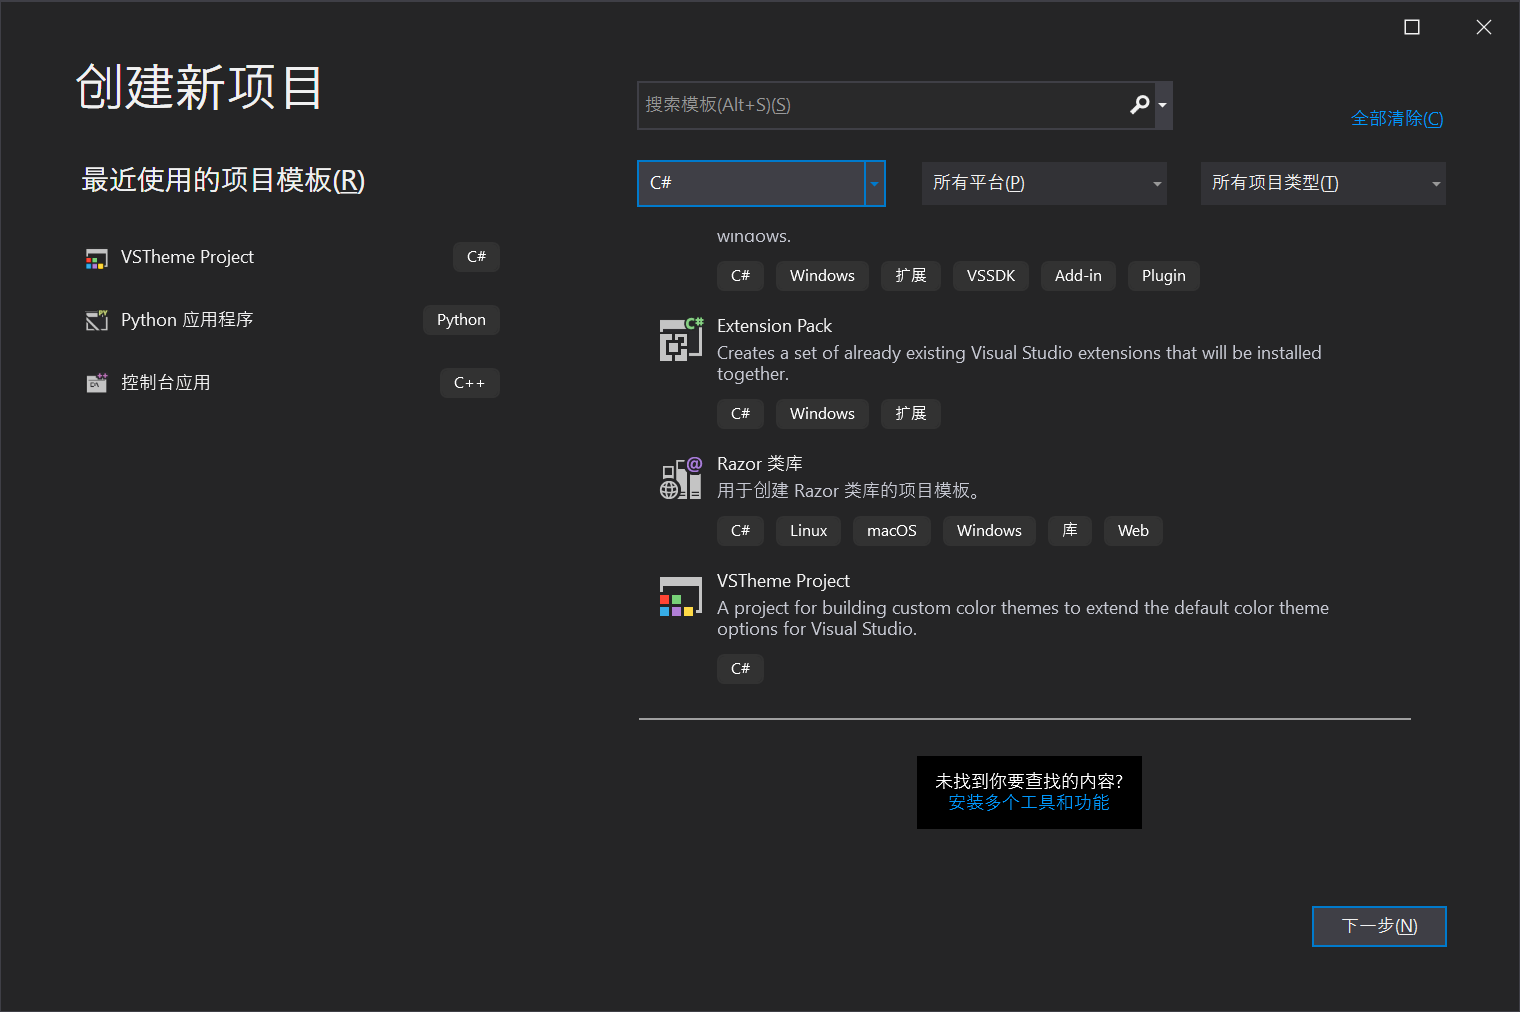 创建新项目
搜索模板(Alt+S)(S)
全部清除(C)
最近使用的项目模板(R)
C#
所有平台(P)
所有项目类型(T)
VSTheme Project
C#
Python 应用程序
Python
控制台应用
C++
windows.
C#
Windows
扩展
VSSDK
Add-in
Plugin
Extension Pack
Creates a set of already existing Visual Studio extensions that will be installed
together.
C#
Windows
扩展
Razor 类库
用于创建 Razor 类库的项目模板。
C#
Linux
macOS
Windows
库
Web
VSTheme Project
A project for building custom color themes to extend the default color theme
options for Visual Studio.
C#
未找到你要查找的内容?
安装多个工具和功能
下一步(N)